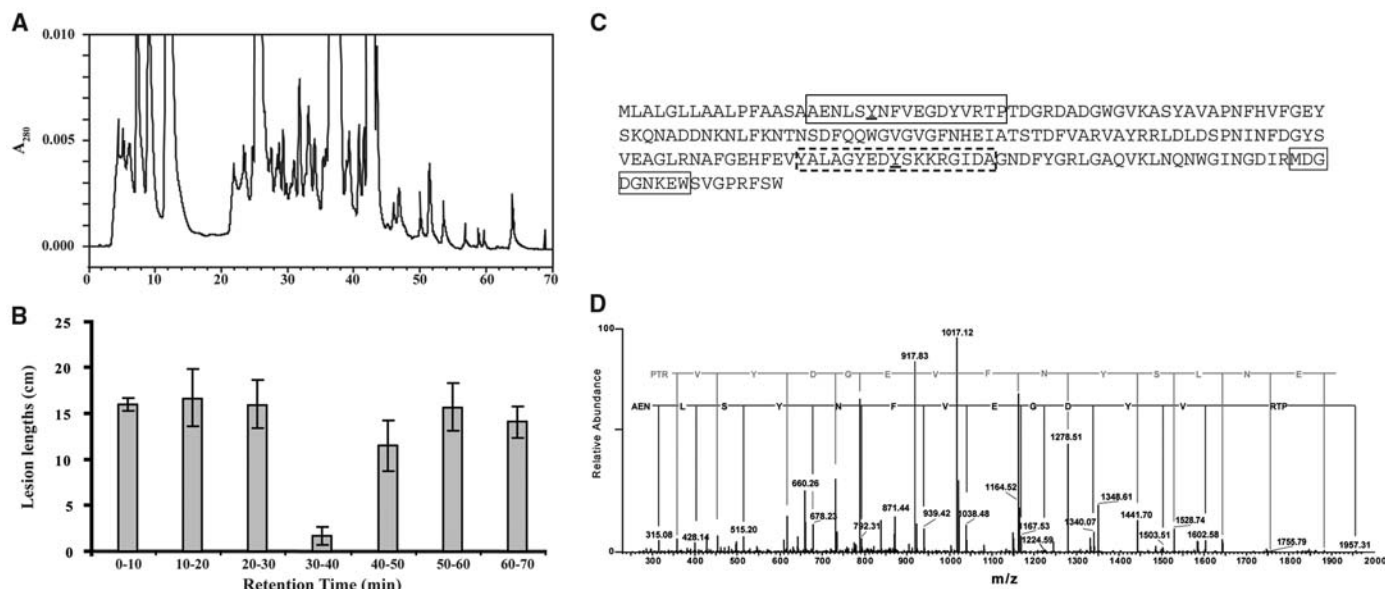 A
A280
0.010
0.005
0.000
0 10 20 30 40 50 60 70
B
Lesion lengths (cm)
25
20
15
10
5
0
0-10 10-20 20-30 30-40 40-50 50-60 60-70
Retention Time (min)
C
MLALGLLAALPFAASAAENLSYNFVEGDYVRTPTDGRDADGWGVKASYAVAPNFHVFGEY
SKQNADDNKNLFKNTNSDFQQWGVGVGFNHEIATSTDFVARVAYRRLDLDSPNINFDGYS
VEAGLRNAFGEHFEVYALAGYEDYSKKRGIDAGNDFYGRLGAQVKLNQNWGINGDIRMDG
DGNKEWSVGPRFSW
D
Relative Abundance
100
0
1017.12
917.83
PTR V Y D G E V F N Y S L N E
AEN L S Y N F V E G D Y V RTP
1278.51
660.26
1164.52
1348.61
678.23
792.31
871.44
939.42
1038.48
1167.53
1340.07
1441.70
1528.74
315.08
428.14
515.20
1224.59
1503.51
1602.58
1755.79
1957.31
300 400 500 600 700 800 900 1000 1100 1200 1300 1400 1500 1600 1700 1800 1900 2000
m/z